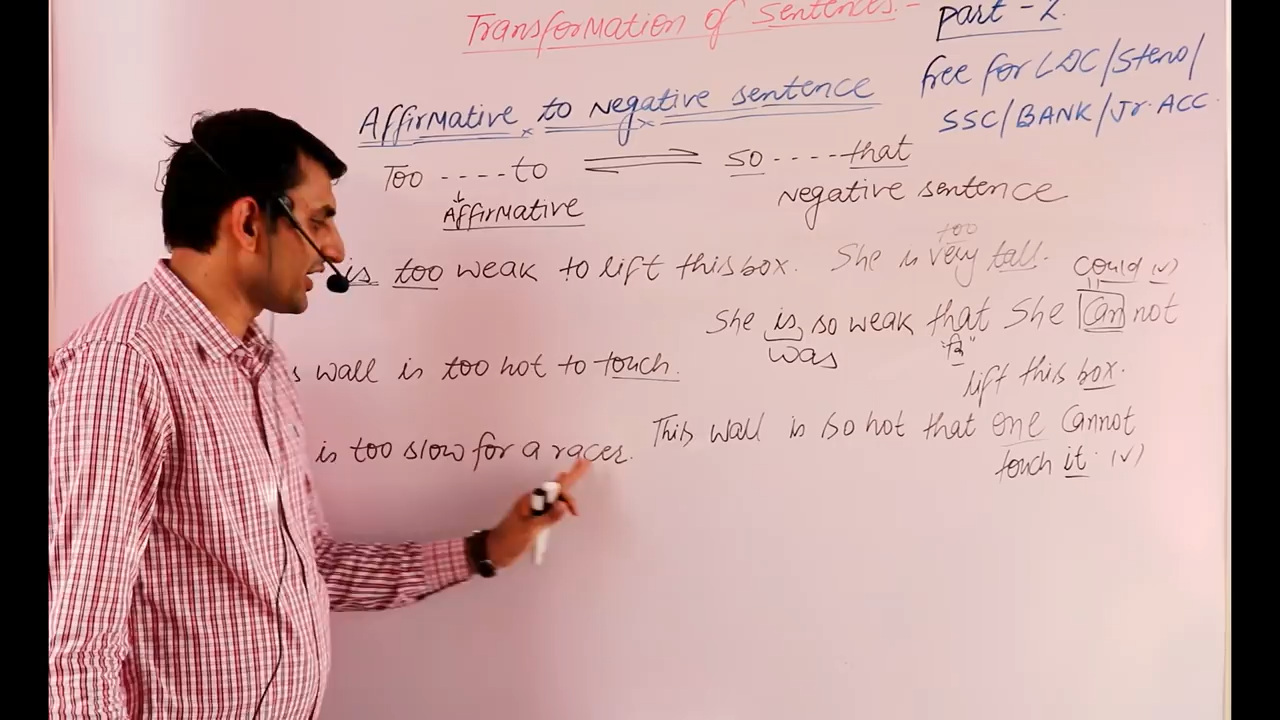 Transformation of Sentences:-
Part - 2.
free for LDC/Steno/
SSC/BANK/Jr. ACC.
Affirmative to Negative sentence
Too ----to ⇌ so ----that
Affirmative
Negative sentence
is too weak to lift this box.
too
She is very tall.
could (v)
She is so weak that She can not
was
lift this box.
s wall is too hot to touch.
This wall is so hot that one cannot
touch it. (v)
is too slow for a racer.